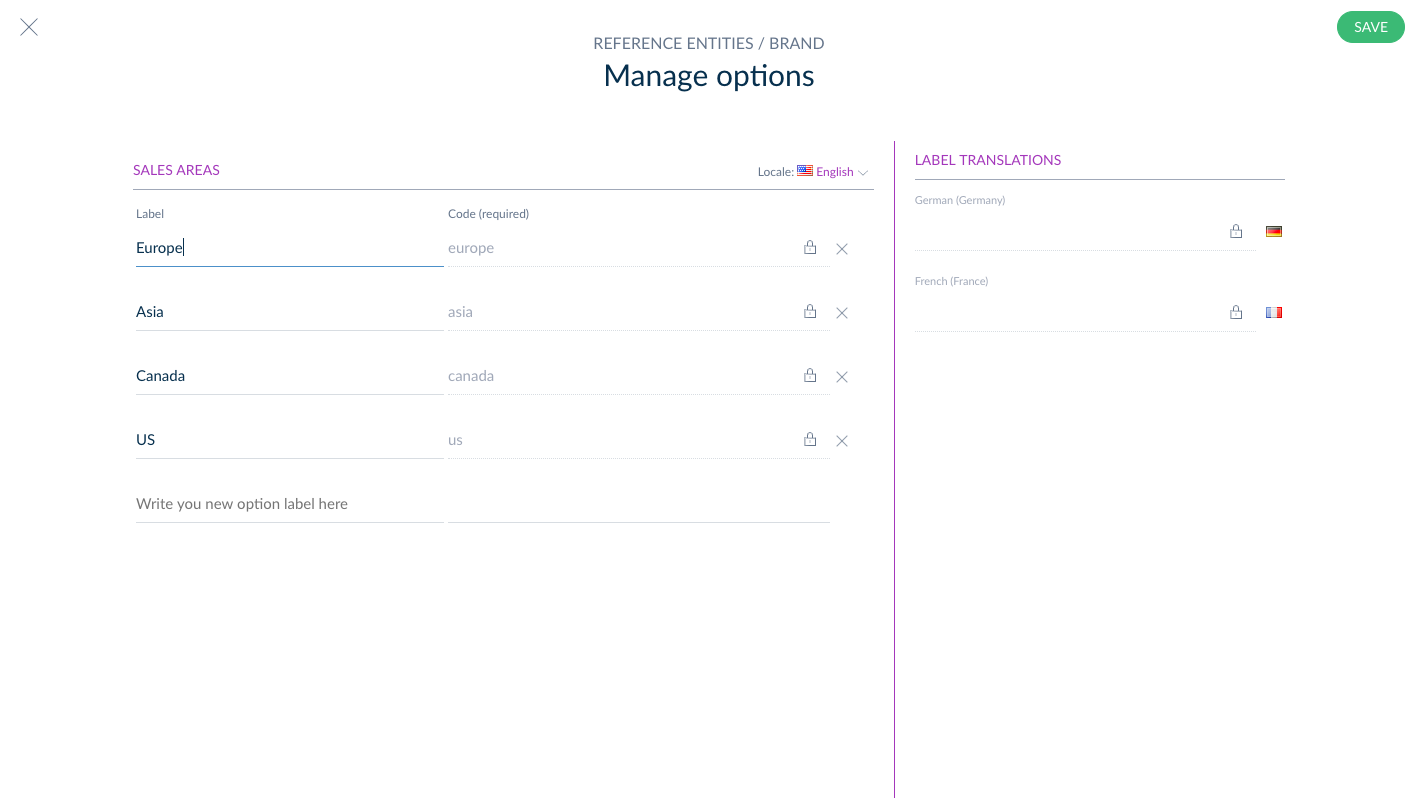 SAVE
REFERENCE ENTITIES / BRAND
Manage options
SALES AREAS
Locale: English
Label Code (required)
Europe europe
Asia asia
Canada canada
US us
Write you new option label here
LABEL TRANSLATIONS
German (Germany)
French (France)